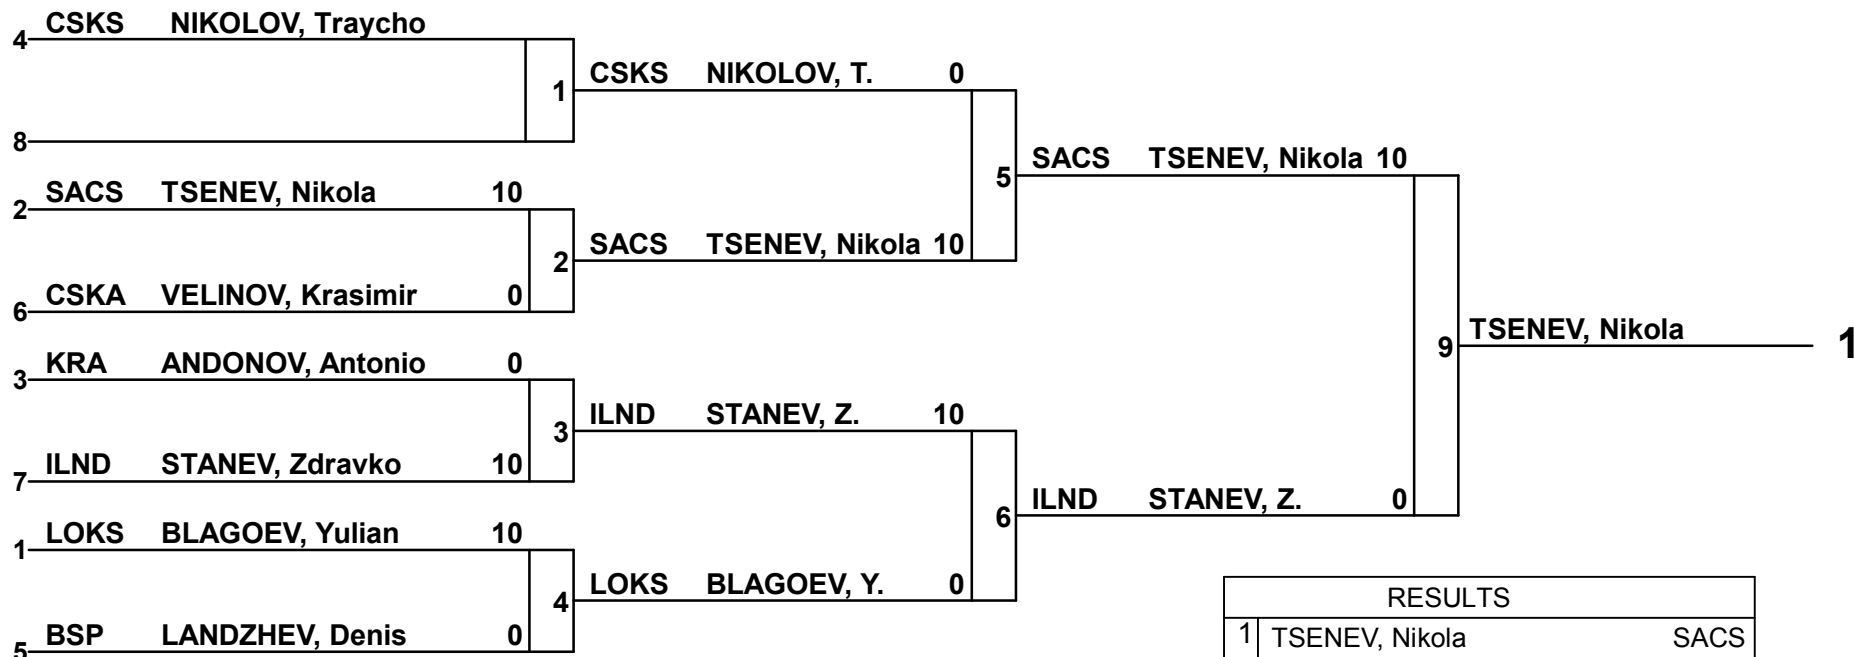 4 CSKS NIKOLOV, Traycho
1 CSKS NIKOLOV, T. 0
8
5 SACS TSENEV, Nikola 10
2 SACS TSENEV, Nikola 10
2 SACS TSENEV, Nikola 10
6 CSKA VELINOV, Krasimir 0
9 TSENEV, Nikola 1
3 KRA ANDONOV, Antonio 0
3 ILND STANEV, Z. 10
7 ILND STANEV, Zdravko 10
6 ILND STANEV, Z. 0
1 LOKS BLAGOEV, Yulian 10
4 LOKS BLAGOEV, Y. 0
5 BSP LANDZHEV, Denis 0
RESULTS
1 TSENEV, Nikola SACS